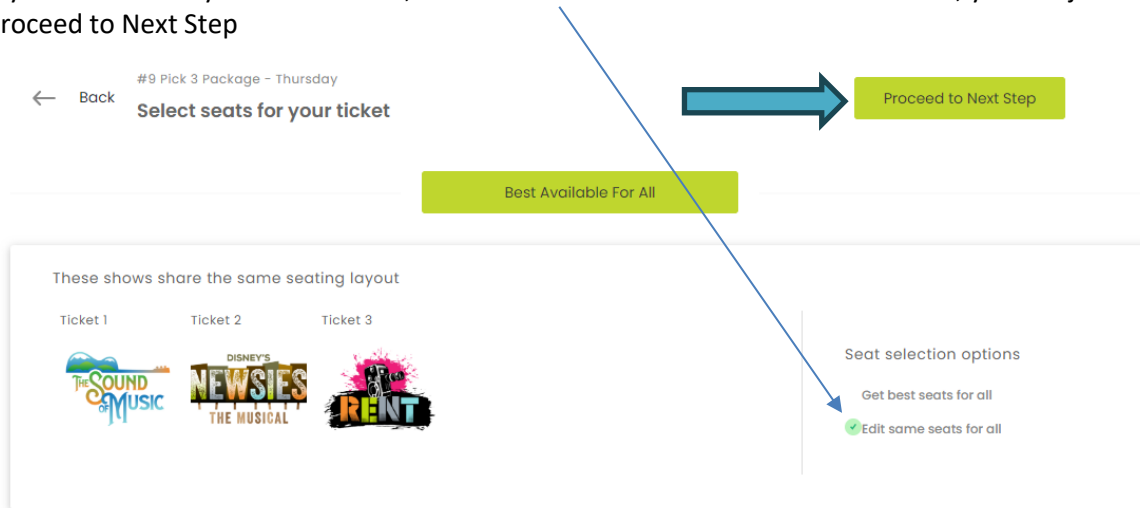 roceed to Next Step
#9 Pick 3 Package - Thursday
Back
Select seats for your ticket
Proceed to Next Step
Best Available For All
These shows share the same seating layout
Ticket 1 Ticket 2 Ticket 3
THE SOUND OF MUSIC
DISNEY'S NEWSIES THE MUSICAL
RENT
Seat selection options
Get best seats for all
Edit same seats for all